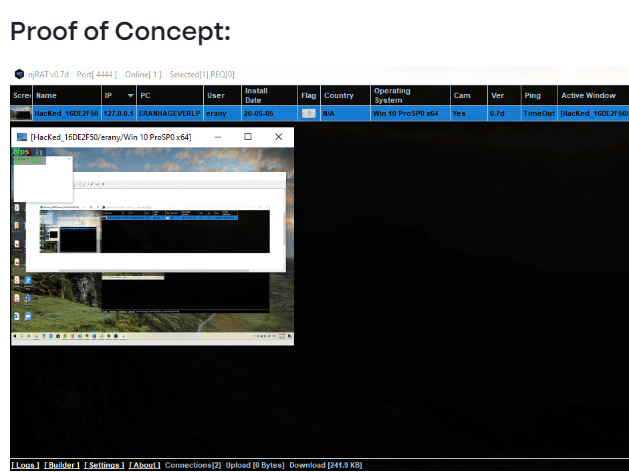 Proof of Concept:
njRAT v0.7d Port[ 4444 ] Online[ 1 ] Selected[1] REQ[0]
Scree Name IP PC User Install Date Flag Country Operating System Cam Ver Ping Active Window
HacKed_16DE2F50 127.0.0.1 ERANHAGEVERLP erany 20-05-05 ? N/A Win 10 ProSP0 x64 Yes 0.7d TimeOut [HacKed_16DE2F50/
[HacKed_16DE2F50/erany/Win 10 ProSP0 x64]
[ Logs ] [ Builder ] [ Settings ] [ About ] Connections[2] Upload [0 Bytes] Download [241.9 KB]